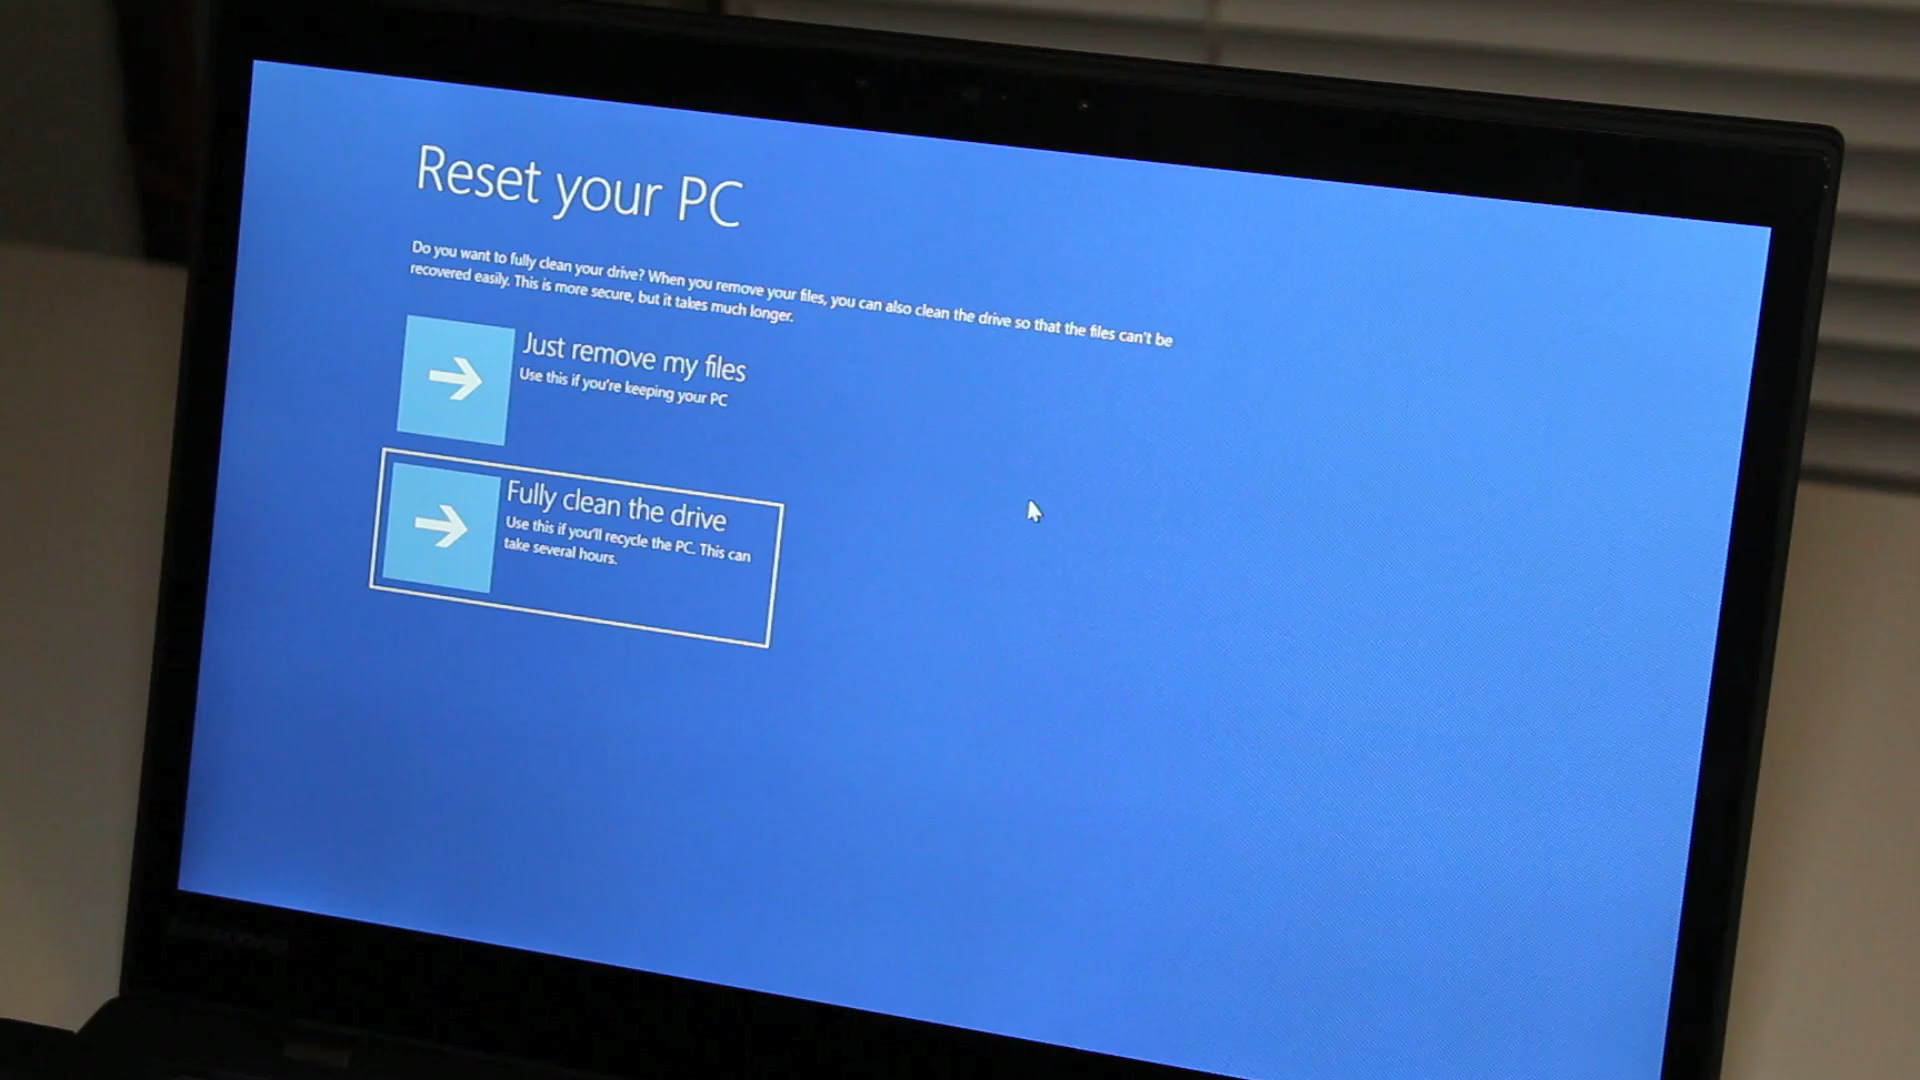 Reset your PC
Do you want to fully clean your drive? When you remove your files, you can also clean the drive so that the files can't be
recovered easily. This is more secure, but it takes much longer.
Just remove my files
Use this if you're keeping your PC
Fully clean the drive
Use this if you'll recycle the PC. This can
take several hours.